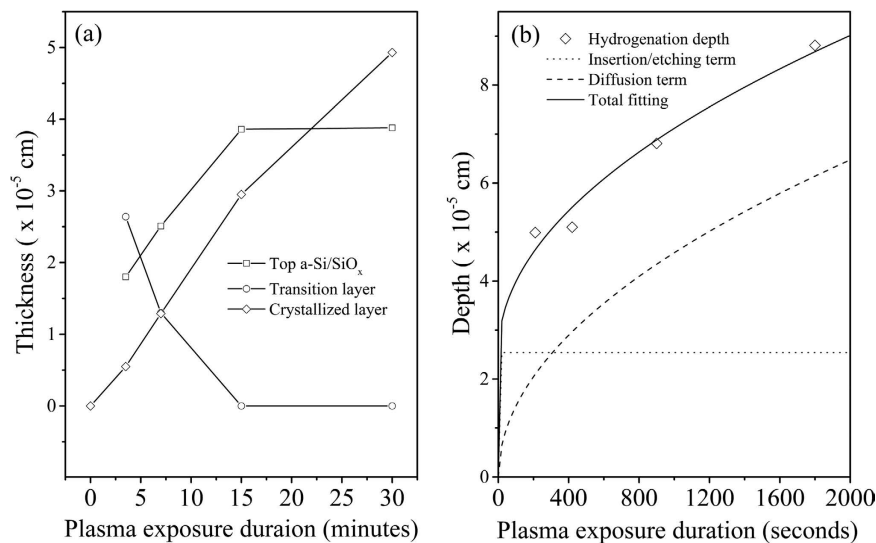 (a)
5
4
3
2
1
0
Thickness ( x 10⁻⁵ cm)
Top a-Si/SiOₓ
Transition layer
Crystallized layer
0 5 10 15 20 25 30
Plasma exposure duraion (minutes)
(b)
8
6
4
2
0
Depth ( x 10⁻⁵ cm)
Hydrogenation depth
Insertion/etching term
Diffusion term
Total fitting
0 400 800 1200 1600 2000
Plasma exposure duration (seconds)